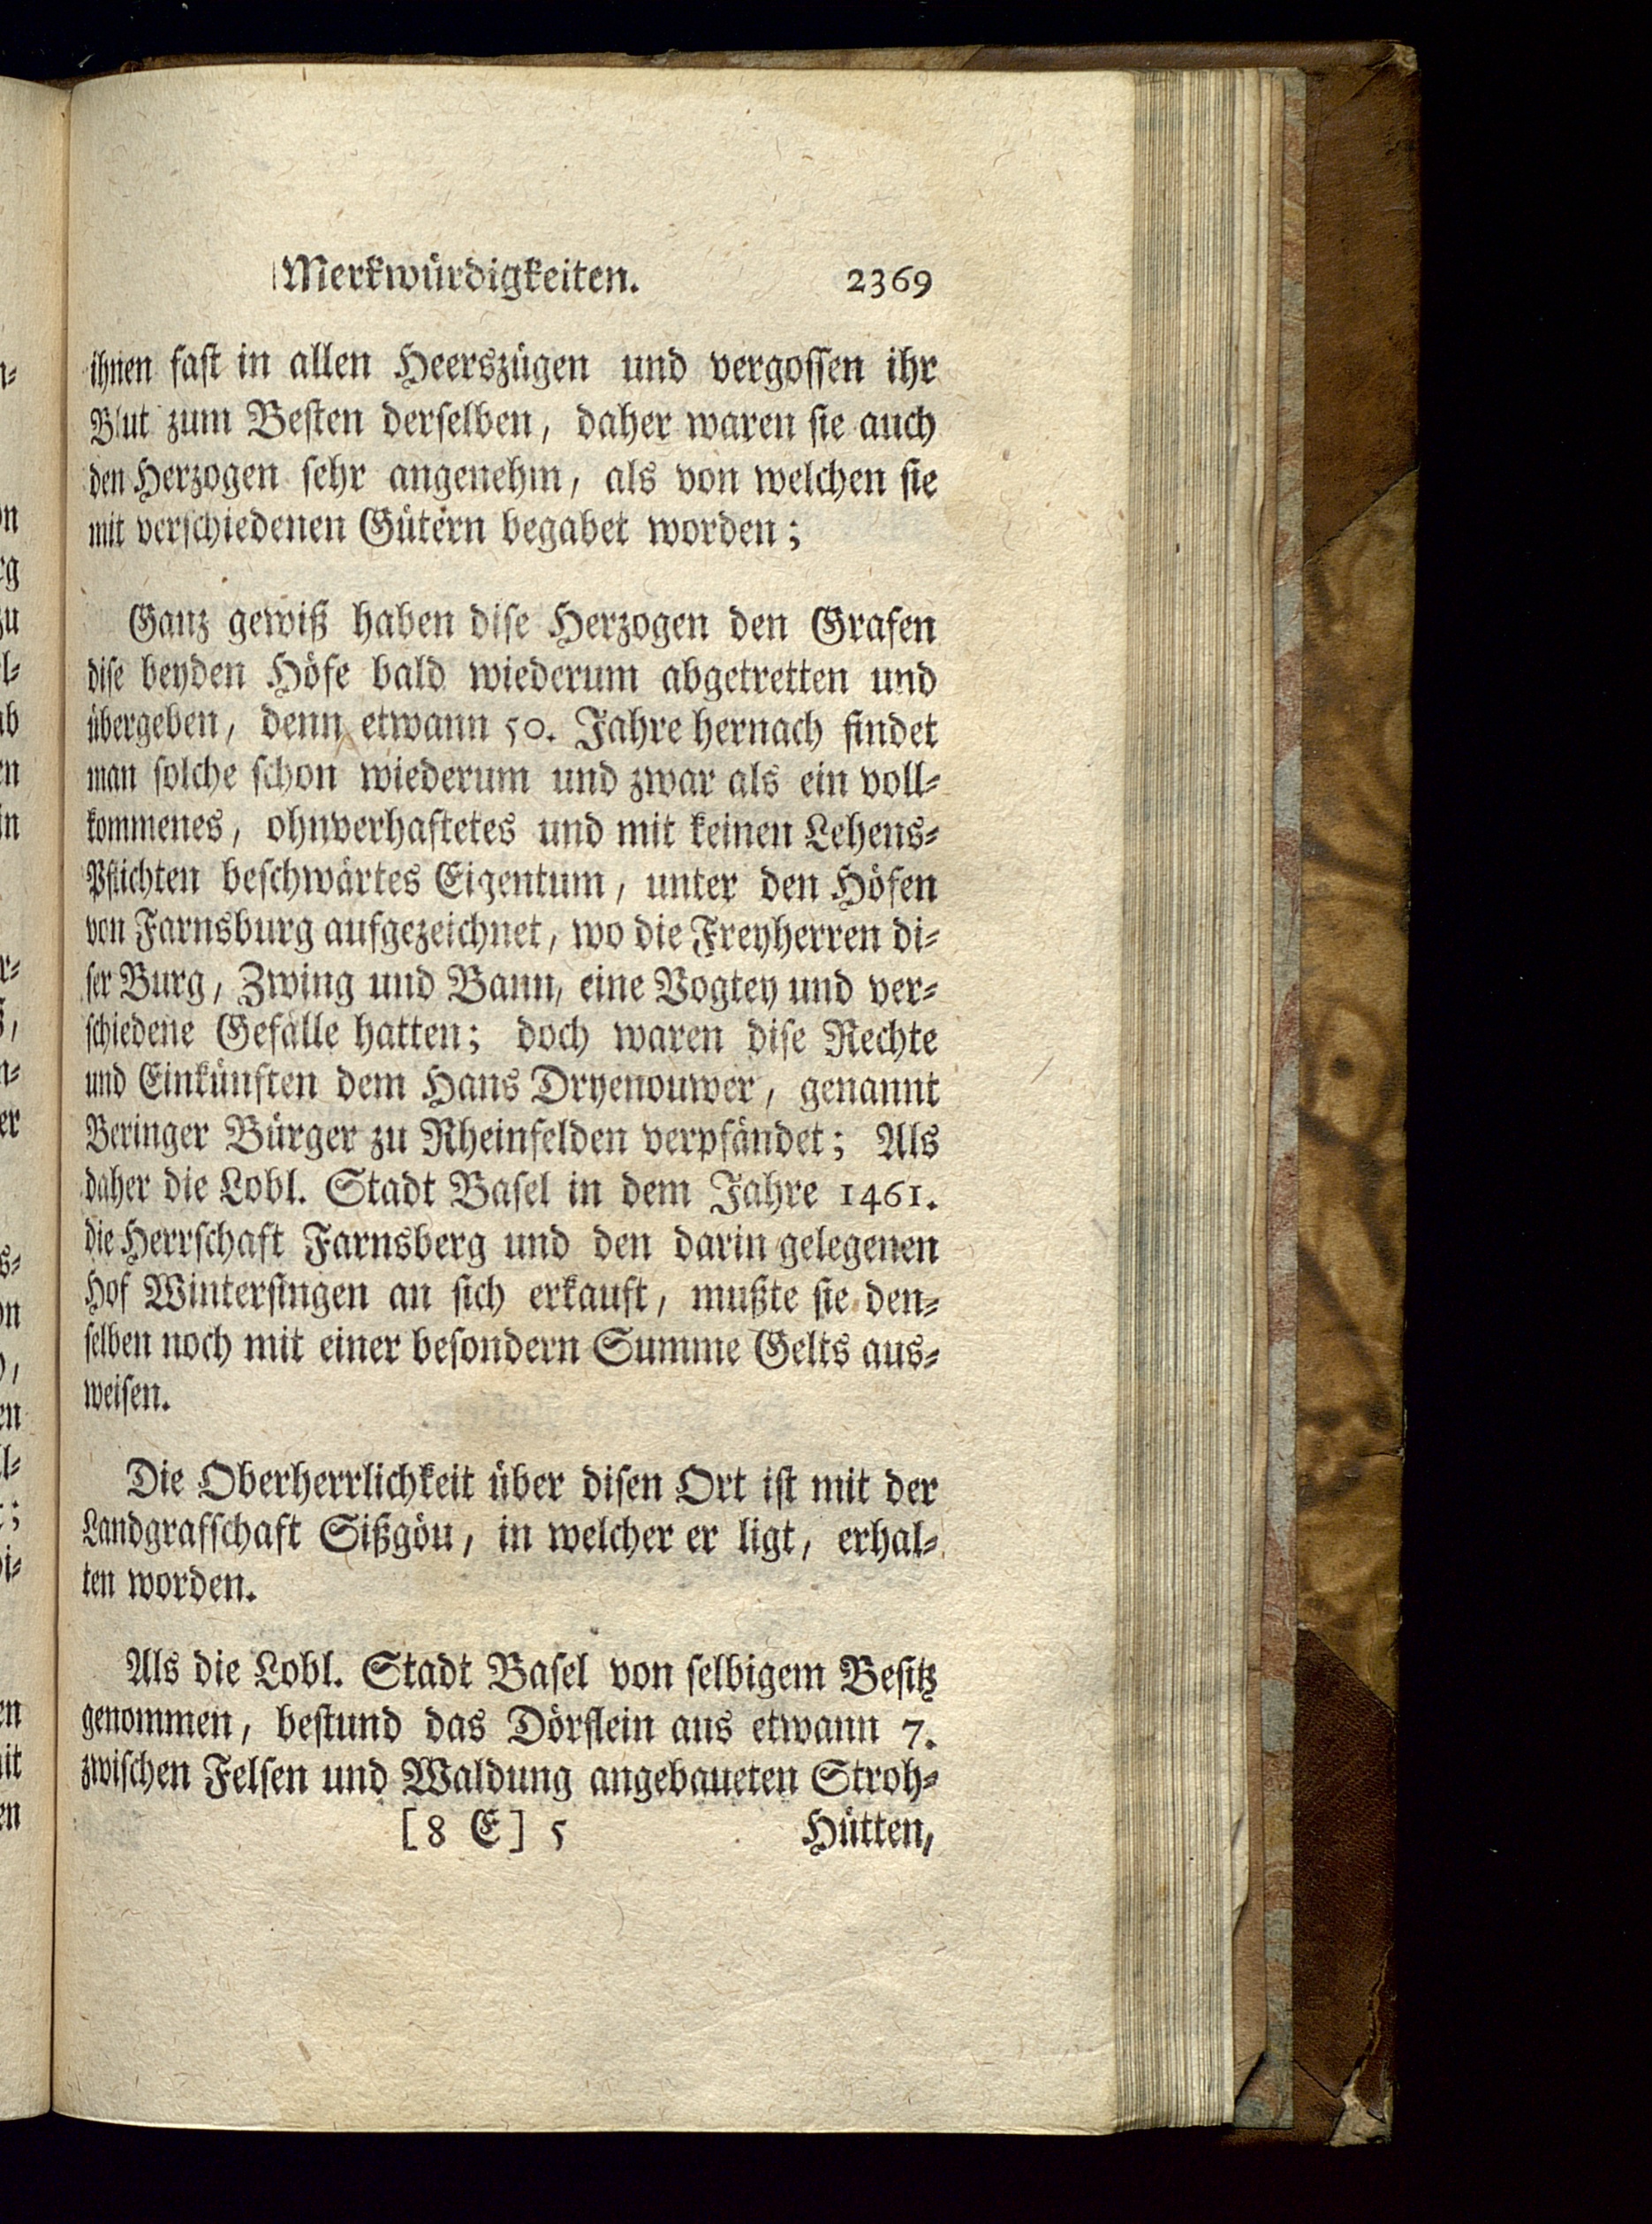 Merkwürdigkeiten. 2369
ihnen fast in allen Heerszügen und vergossen ihr
Blut zum Besten derselben, daher waren sie auch
den Herzogen sehr angenehm, als von welchen sie
mit verschiedenen Gütern begabet worden;
Ganz gewiß haben dise Herzogen den Grafen
dise beyden Höfe bald wiederum abgetretten und
übergeben, denn etwann 50. Jahre hernach findet
man solche schon wiederum und zwar als ein voll-
kommenes, ohnverhaftetes und mit keinen Lehens-
Pflichten beschwärtes Eigentum, unter den Höfen
von Farnsburg aufgezeichnet, wo die Freyherren di-
ser Burg, Zwing und Bann, eine Vogtey und ver-
schiedene Gefälle hatten; doch waren dise Rechte
und Einkünften dem Hans Dryenouwer, genannt
Beringer Bürger zu Rheinfelden verpfändet; Als
daher die Lobl. Stadt Basel in dem Jahre 1461.
die Herrschaft Farnsberg und den darin gelegenen
Hof Wintersingen an sich erkauft, mußte sie den-
selben noch mit einer besondern Summe Gelts aus-
weisen.
Die Oberherrlichkeit über disen Ort ist mit der
Landgrafschaft Sißgöu, in welcher er ligt, erhal-
ten worden.
Als die Lobl. Stadt Basel von selbigem Besitz
genommen, bestund das Dörflein aus etwann 7.
zwischen Felsen und Waldung angebaueten Stroh-
[8 E] 5 Hütten,